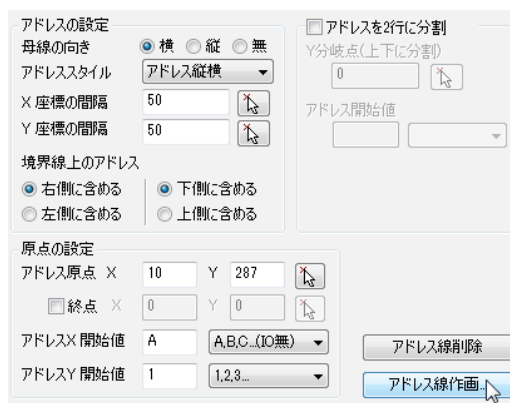 アドレスの設定
母線の向き 横 縦 無
アドレススタイル アドレス縦横
X 座標の間隔 50
Y 座標の間隔 50
境界線上のアドレス
右側に含める 下側に含める
左側に含める 上側に含める
アドレスを2行に分割
Y分岐点(上下に分割)
0
アドレス開始値
原点の設定
アドレス原点 X 10 Y 287
終点 X 0 Y 0
アドレスX 開始値 A A,B,C...(IO無)
アドレスY 開始値 1 1,2,3...
アドレス線削除
アドレス線作画...